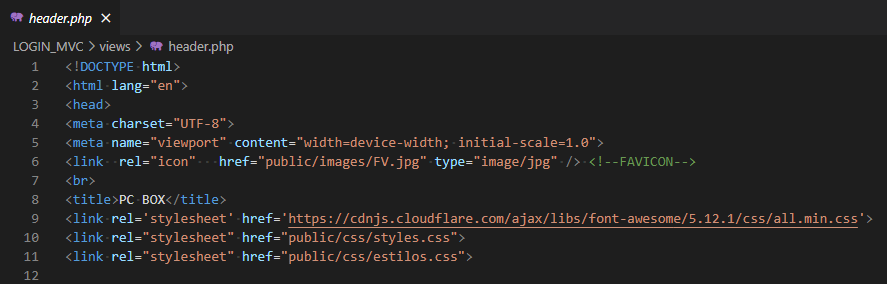 header.php ×
LOGIN_MVC > views > header.php
1 <!DOCTYPE html>
2 <html lang="en">
3 <head>
4 <meta charset="UTF-8">
5 <meta name="viewport" content="width=device-width; initial-scale=1.0">
6 <link  rel="icon"   href="public/images/FV.jpg" type="image/jpg" /> <!--FAVICON-->
7 <br>
8 <title>PC BOX</title>
9 <link rel='stylesheet' href='https://cdnjs.cloudflare.com/ajax/libs/font-awesome/5.12.1/css/all.min.css'>
10 <link rel="stylesheet" href="public/css/styles.css">
11 <link rel="stylesheet" href="public/css/estilos.css">
12